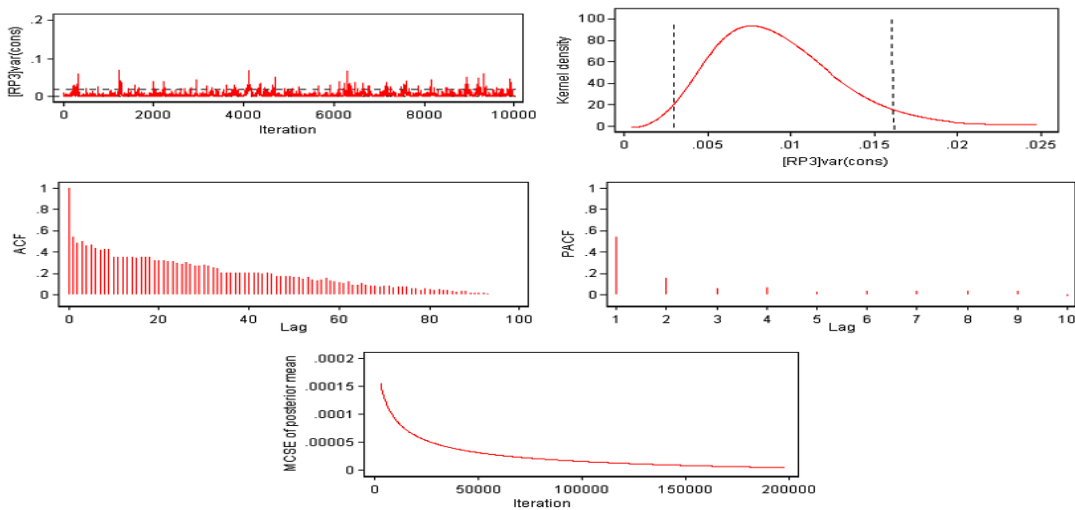 [RP3]var(cons)
.2
.1
0
0 2000 4000 6000 8000 10000
Iteration
Kernel density
100
80
60
40
20
0
0 .005 .01 .015 .02 .025
[RP3]var(cons)
ACF
1
.8
.6
.4
.2
0
0 20 40 60 80 100
Lag
PACF
1
.8
.6
.4
.2
0
1 2 3 4 5 6 7 8 9 10
Lag
MCSE of posterior mean
.0002
.00015
.0001
.00005
0
0 50000 100000 150000 200000
Iteration